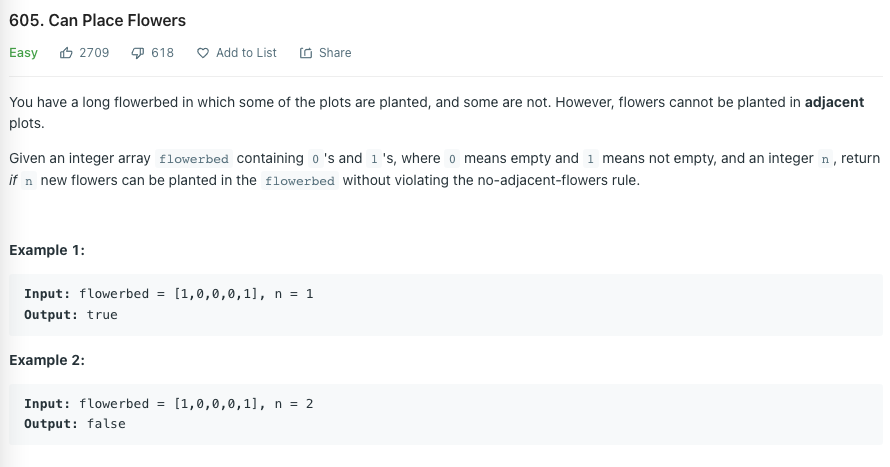 605. Can Place Flowers
Easy 2709 618 Add to List Share
You have a long flowerbed in which some of the plots are planted, and some are not. However, flowers cannot be planted in adjacent
plots.
Given an integer array flowerbed containing 0 's and 1 's, where 0 means empty and 1 means not empty, and an integer n , return
if n new flowers can be planted in the flowerbed without violating the no-adjacent-flowers rule.
Example 1:
Input: flowerbed = [1,0,0,0,1], n = 1
Output: true
Example 2:
Input: flowerbed = [1,0,0,0,1], n = 2
Output: false